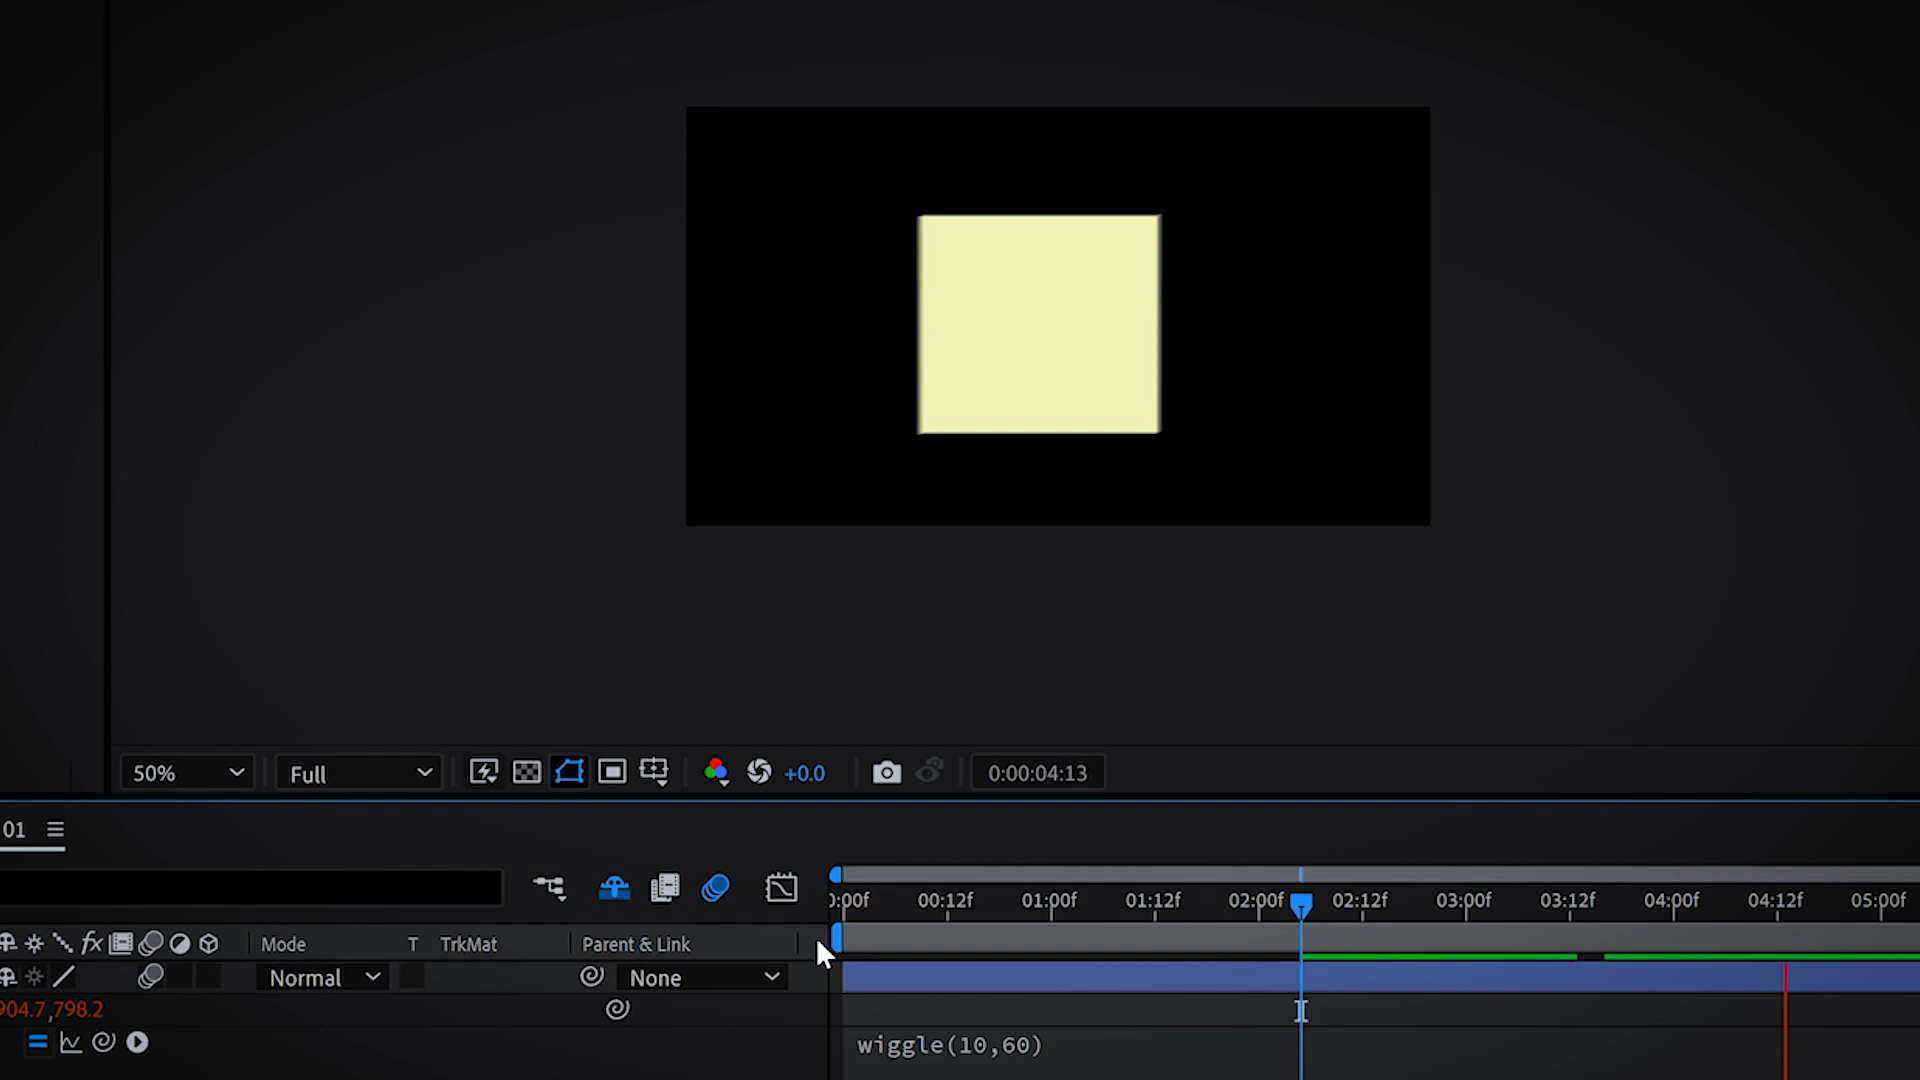 50%
Full
+0.0
0:00:04:13
01
0:00f 00:12f 01:00f 01:12f 02:00f 02:12f 03:00f 03:12f 04:00f 04:12f 05:00f
fx
Mode
T
TrkMat
Parent & Link
Normal
None
904.7,798.2
wiggle(10,60)